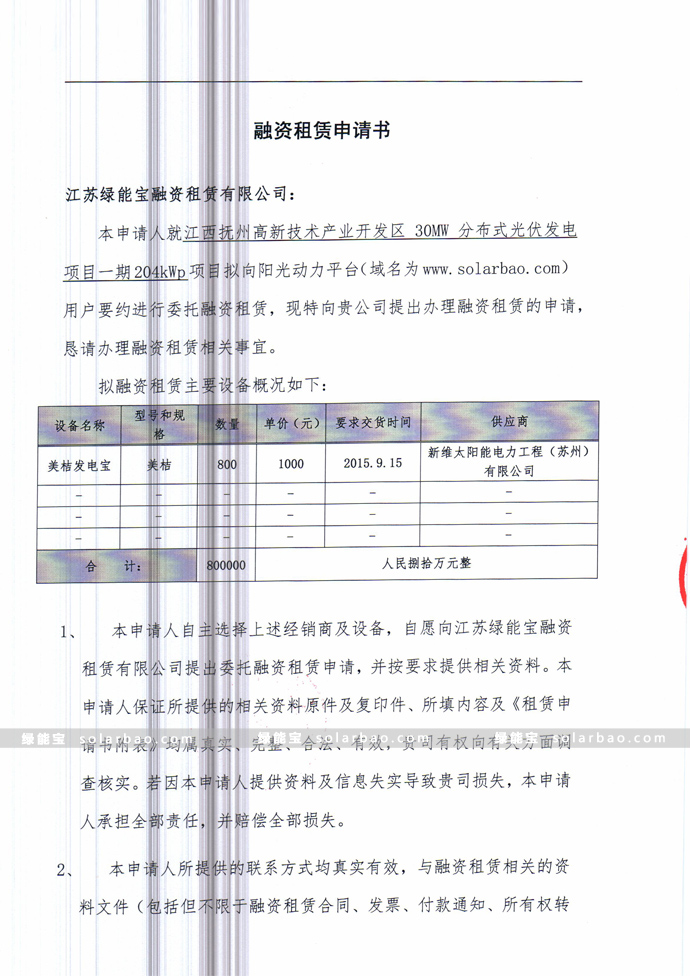 融资租赁申请书
江苏绿能宝融资租赁有限公司：
本申请人就江西抚州高新技术产业开发区 30MW 分布式光伏发电
项目一期204kWp项目拟向阳光动力平台（域名为www.solarbao.com）
用户要约进行委托融资租赁，现特向贵公司提出办理融资租赁的申请，
恳请办理融资租赁相关事宜。
拟融资租赁主要设备概况如下：
设备名称 型号和规格 数量 单价（元） 要求交货时间 供应商
美桔发电宝 美桔 800 1000 2015.9.15 新维太阳能电力工程（苏州）有限公司
– – – – – –
– – – – – –
– – – – – –
合 计： 800000 人民捌拾万元整
1、 本申请人自主选择上述经销商及设备，自愿向江苏绿能宝融资
租赁有限公司提出委托融资租赁申请，并按要求提供相关资料。本
申请人保证所提供的相关资料原件及复印件、所填内容及《租赁申
绿能宝 solarbao.com 绿能宝 solarbao.com 绿能宝 solarbao.com
请书附表》均属真实、完整、合法、有效，贵司有权向有关方面调
查核实。若因本申请人提供资料及信息失实导致贵司损失，本申请
人承担全部责任，并赔偿全部损失。
2、 本申请人所提供的联系方式均真实有效，与融资租赁相关的资
料文件（包括但不限于融资租赁合同、发票、付款通知、所有权转